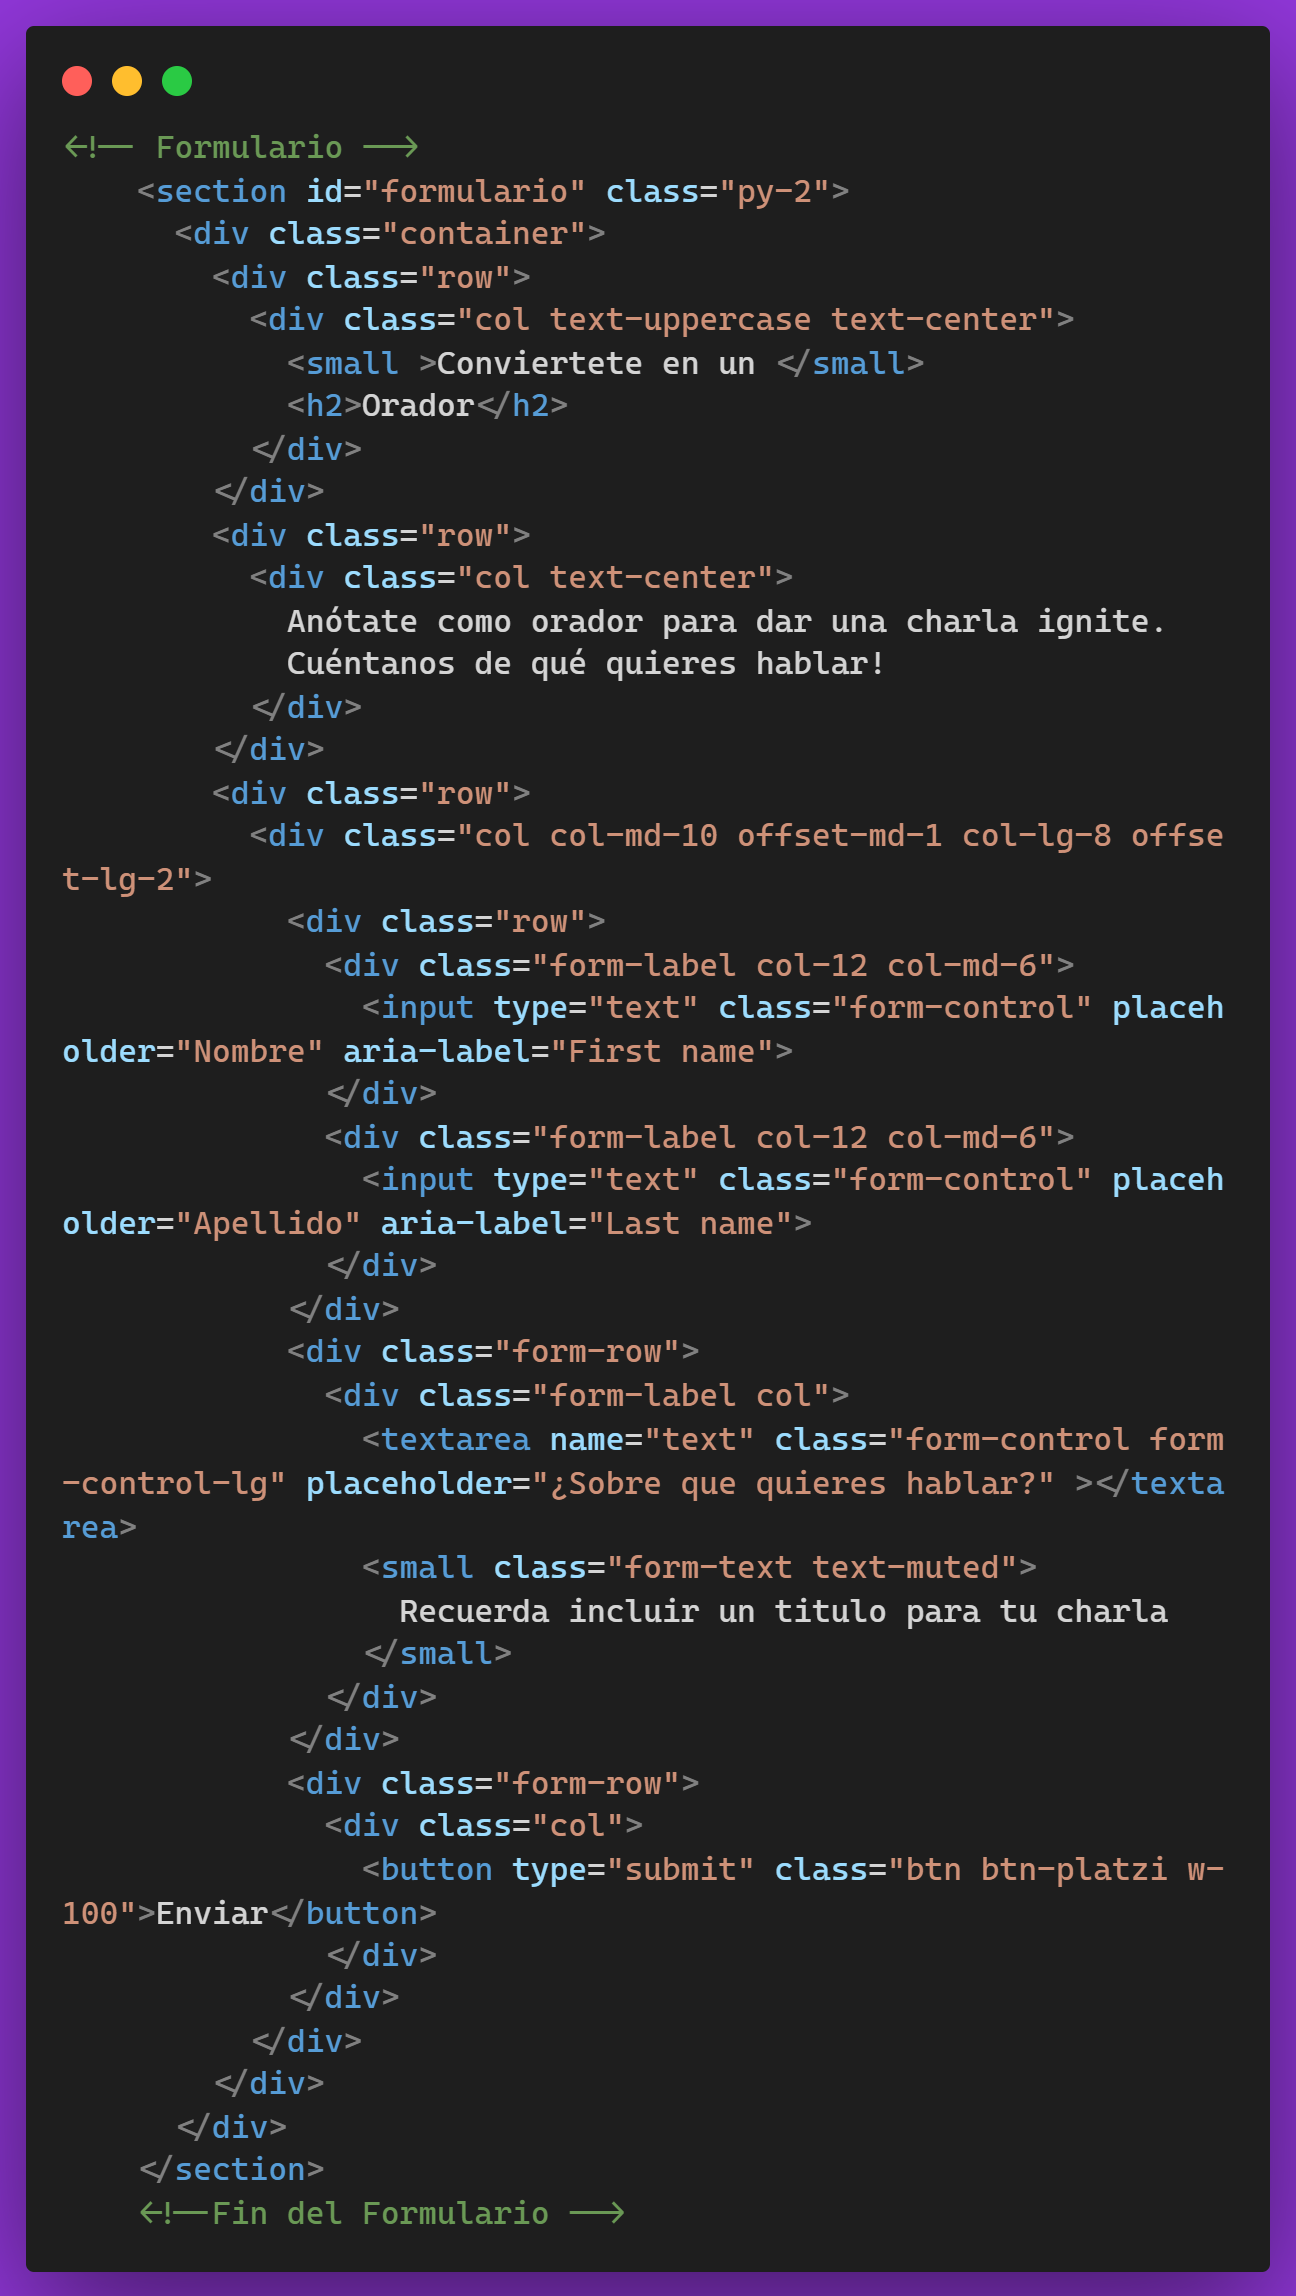 <!-- Formulario -->
    <section id="formulario" class="py-2">
      <div class="container">
        <div class="row">
          <div class="col text-uppercase text-center">
            <small >Conviertete en un </small>
            <h2>Orador</h2>
          </div>
        </div>
        <div class="row">
          <div class="col text-center">
            Anótate como orador para dar una charla ignite.
            Cuéntanos de qué quieres hablar!
          </div>
        </div>
        <div class="row">
          <div class="col col-md-10 offset-md-1 col-lg-8 offse
t-lg-2">
            <div class="row">
              <div class="form-label col-12 col-md-6">
                <input type="text" class="form-control" placeh
older="Nombre" aria-label="First name">
              </div>
              <div class="form-label col-12 col-md-6">
                <input type="text" class="form-control" placeh
older="Apellido" aria-label="Last name">
              </div>
            </div>
            <div class="form-row">
              <div class="form-label col">
                <textarea name="text" class="form-control form
-control-lg" placeholder="¿Sobre que quieres hablar?" ></texta
rea>
                <small class="form-text text-muted">
                  Recuerda incluir un titulo para tu charla
                </small>
              </div>
            </div>
            <div class="form-row">
              <div class="col">
                <button type="submit" class="btn btn-platzi w-
100">Enviar</button>
              </div>
            </div>
          </div>
        </div>
      </div>
    </section>
    <!--Fin del Formulario -->